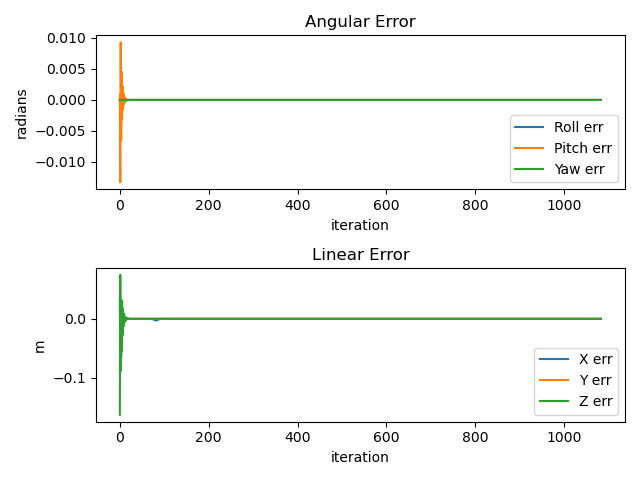 Angular Error
0.010
0.005
0.000
−0.005
−0.010
radians
Roll err
Pitch err
Yaw err
0 200 400 600 800 1000
iteration
Linear Error
0.0
−0.1
m
X err
Y err
Z err
0 200 400 600 800 1000
iteration